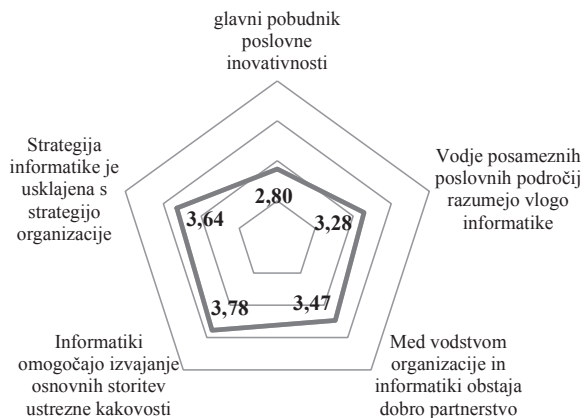 glavni pobudnik
poslovne
inovativnosti
Vodje posameznih
poslovnih področij
razumejo vlogo
informatike
Med vodstvom
organizacije in
informatiki obstaja
dobro partnerstvo
Informatiki
omogočajo izvajanje
osnovnih storitev
ustrezne kakovosti
Strategija
informatike je
usklajena s
strategijo
organizacije
2,80
3,28
3,47
3,78
3,64